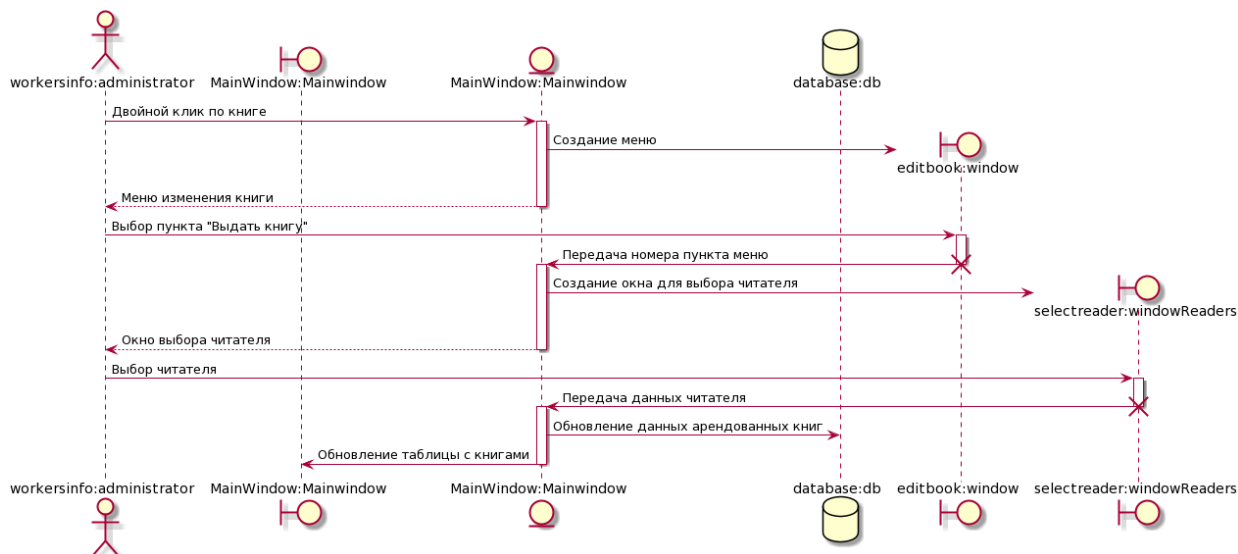 workersinfo:administrator
MainWindow:Mainwindow
MainWindow:Mainwindow
database:db
Двойной клик по книге
Создание меню
editbook:window
Меню изменения книги
Выбор пункта "Выдать книгу"
Передача номера пункта меню
Создание окна для выбора читателя
selectreader:windowReaders
Окно выбора читателя
Выбор читателя
Передача данных читателя
Обновление данных арендованных книг
Обновление таблицы с книгами
workersinfo:administrator
MainWindow:Mainwindow
MainWindow:Mainwindow
database:db
editbook:window
selectreader:windowReaders